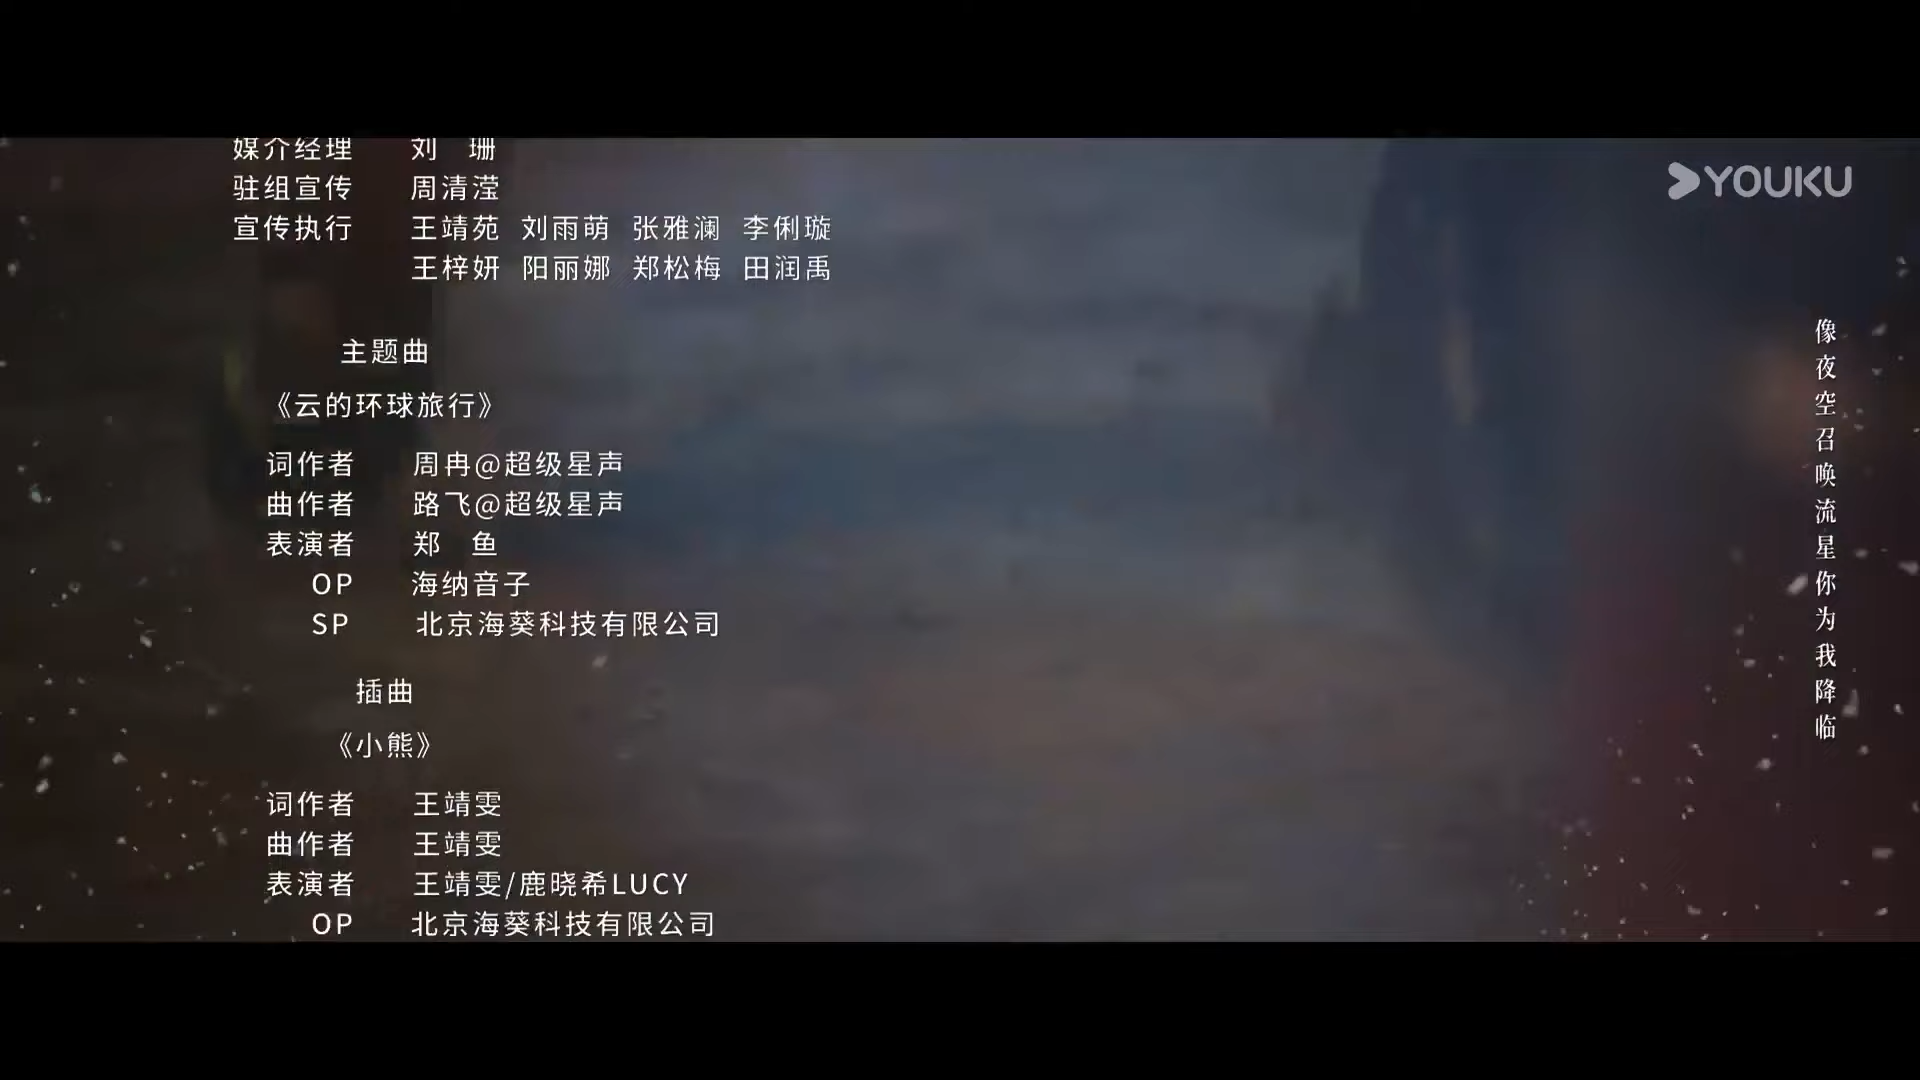 媒介经理 刘 珊
YOUKU
驻组宣传 周清滢
宣传执行 王靖苑 刘雨萌 张雅澜 李俐璇
王梓妍 阳丽娜 郑松梅 田润禹
主题曲
《云的环球旅行》
词作者 周冉@超级星声
曲作者 路飞@超级星声
表演者 郑 鱼
OP 海纳音子
SP 北京海葵科技有限公司
插曲
《小熊》
词作者 王靖雯
曲作者 王靖雯
表演者 王靖雯/鹿晓希LUCY
OP 北京海葵科技有限公司
像夜空召唤流星你为我降临